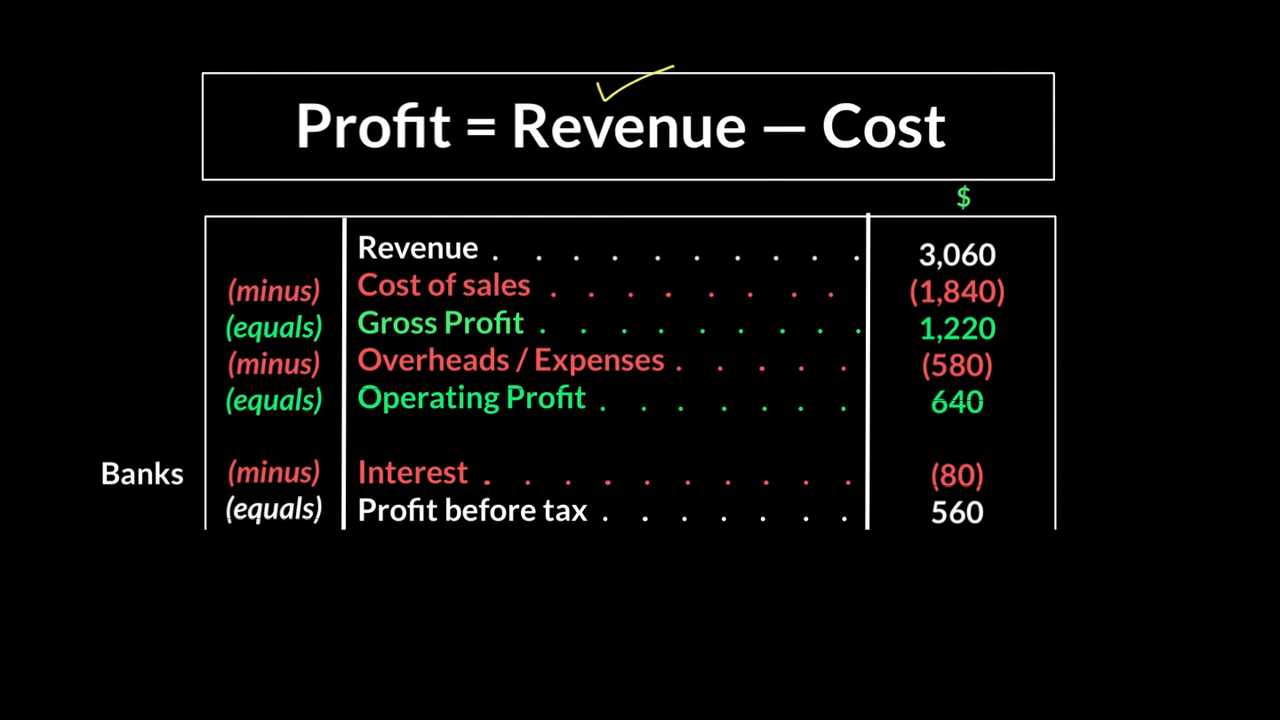 Profit = Revenue — Cost
$
Revenue . . . . . . . . . . 3,060
(minus) Cost of sales . . . . . . . . (1,840)
(equals) Gross Profit . . . . . . . . . 1,220
(minus) Overheads / Expenses . . . . . (580)
(equals) Operating Profit . . . . . . . 640
Banks (minus) Interest . . . . . . . . . . (80)
(equals) Profit before tax . . . . . . . 560